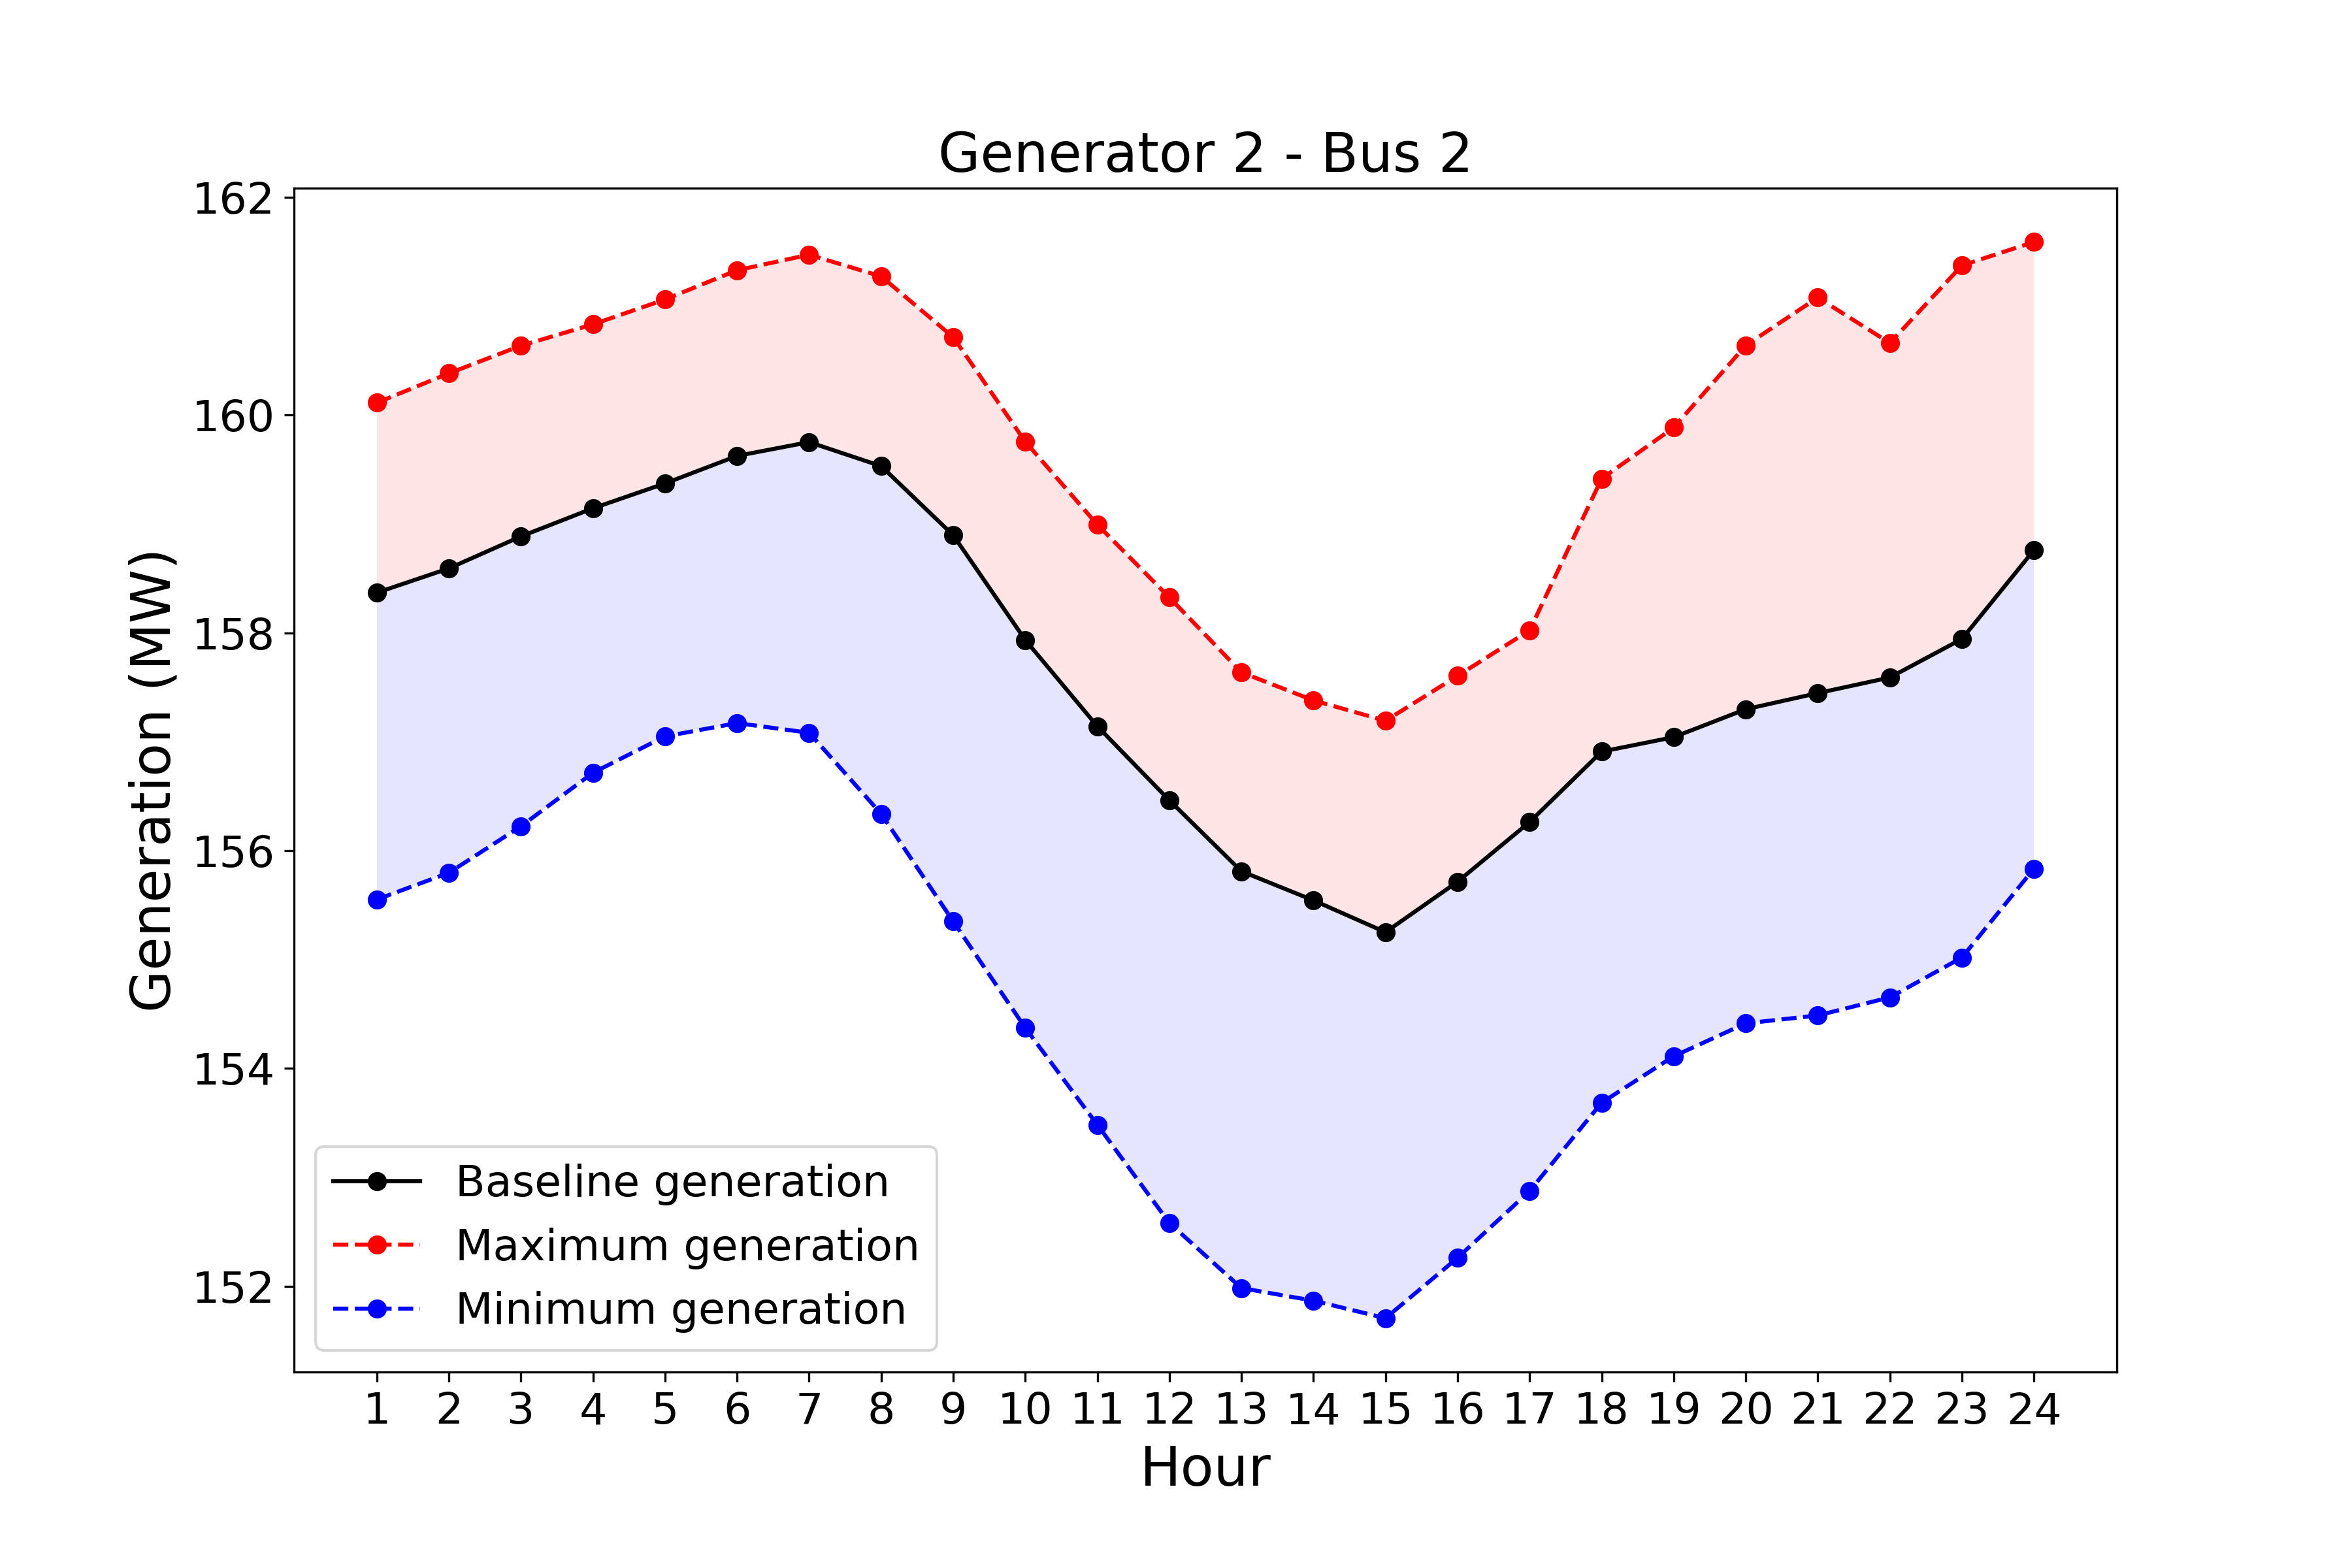 Generator 2 - Bus 2
Generation (MW)
162
160
158
156
154
152
Baseline generation
Maximum generation
Minimum generation
1 2 3 4 5 6 7 8 9 10 11 12 13 14 15 16 17 18 19 20 21 22 23 24
Hour